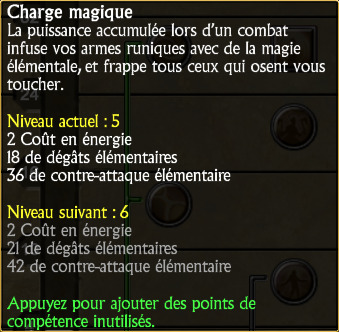 Charge magique
La puissance accumulée lors d'un combat
infuse vos armes runiques avec de la magie
élémentale, et frappe tous ceux qui osent vous
toucher.
Niveau actuel : 5
2 Coût en énergie
18 de dégâts élémentaires
36 de contre-attaque élémentaire
Niveau suivant : 6
2 Coût en énergie
21 de dégâts élémentaires
42 de contre-attaque élémentaire
Appuyez pour ajouter des points de
compétence inutilisés.